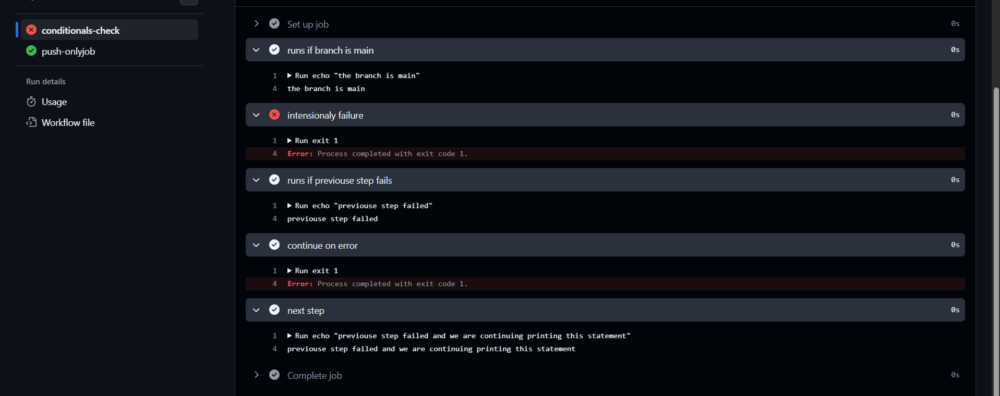 conditionals-check
push-onlyjob
Run details
Usage
Workflow file
Set up job 0s
runs if branch is main 0s
1 Run echo "the branch is main"
4 the branch is main
intensionaly failure 0s
1 Run exit 1
4 Error: Process completed with exit code 1.
runs if previouse step fails 0s
1 Run echo "previouse step failed"
4 previouse step failed
continue on error 0s
1 Run exit 1
4 Error: Process completed with exit code 1.
next step 0s
1 Run echo "previouse step failed and we are continuing printing this statement"
4 previouse step failed and we are continuing printing this statement
Complete job 0s